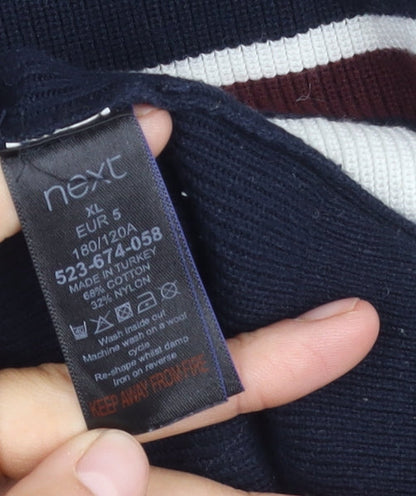 next
XL
EUR 5
180/120A
523-674-058
MADE IN TURKEY
68% COTTON
32% NYLON
Wash inside out
Machine wash on a wool
cycle
Re-shape whilst damp
Iron on reverse
KEEP AWAY FROM FIRE